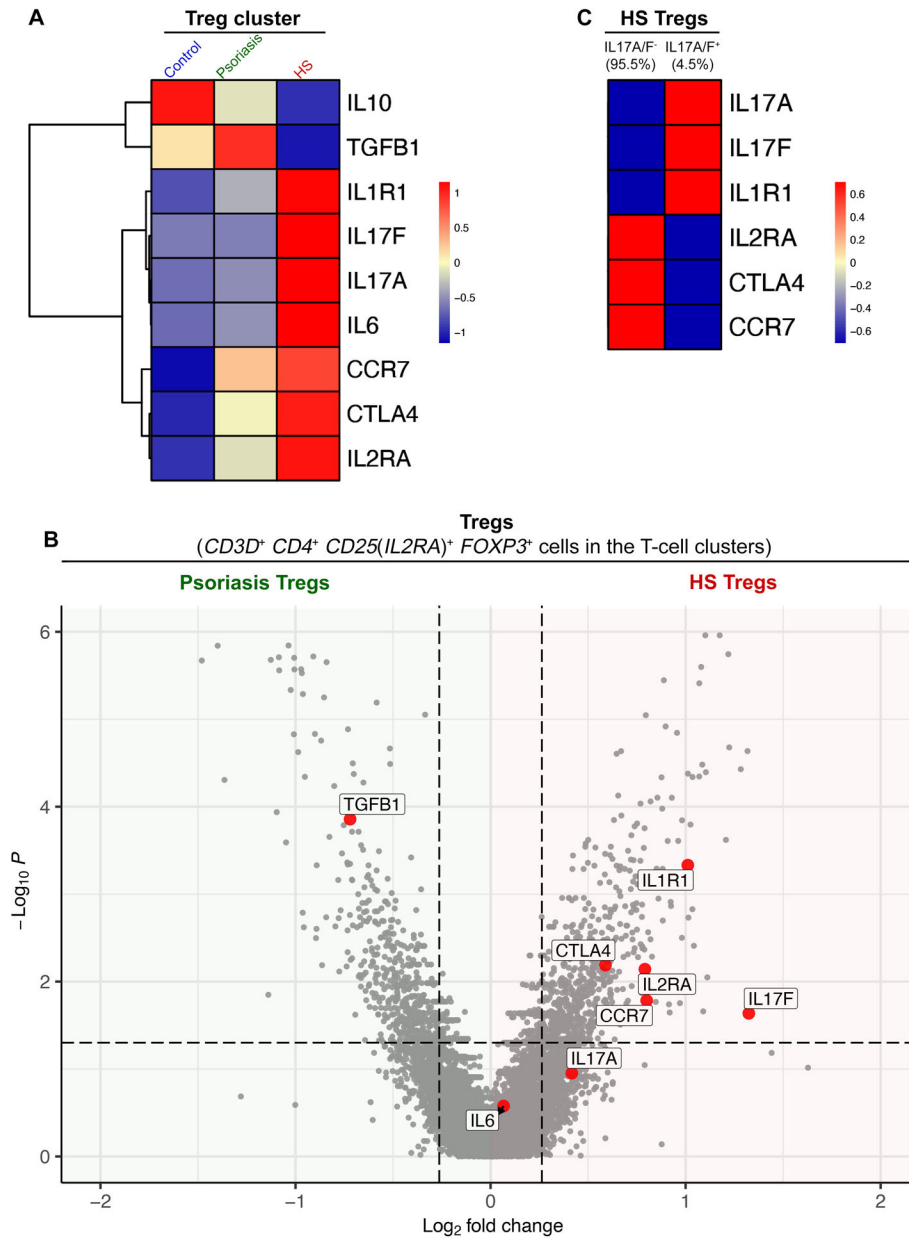 A
Treg cluster
Control
Psoriasis
HS
IL10
TGFB1
IL1R1
IL17F
IL17A
IL6
CCR7
CTLA4
IL2RA
1
0.5
0
−0.5
−1
C
HS Tregs
IL17A/F⁻ IL17A/F⁺
(95.5%) (4.5%)
IL17A
IL17F
IL1R1
IL2RA
CTLA4
CCR7
0.6
0.4
0.2
0
−0.2
−0.4
−0.6
B
Tregs
(CD3D⁺ CD4⁺ CD25(IL2RA)⁺ FOXP3⁺ cells in the T-cell clusters)
Psoriasis Tregs
HS Tregs
6
4
2
0
−Log₁₀ P
TGFB1
IL1R1
CTLA4
IL2RA
CCR7
IL17F
IL17A
IL6
−2 −1 0 1 2
Log₂ fold change